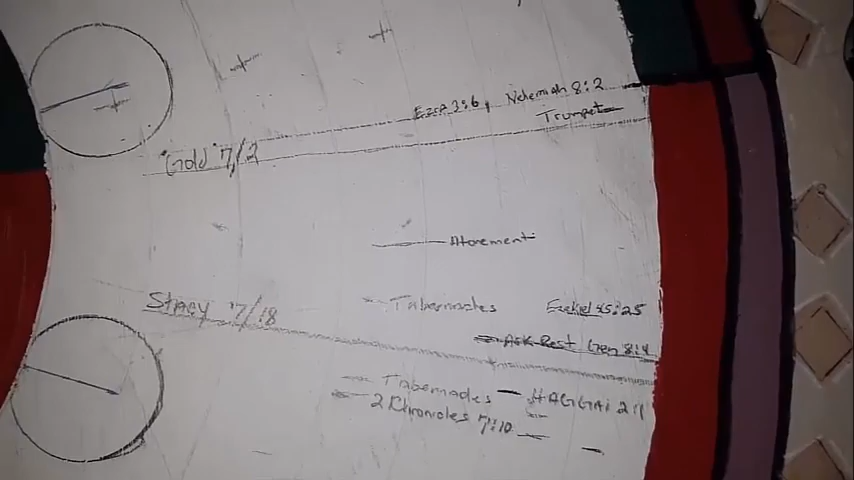 Ezra 3:6, Nehemiah 8:2
Trumpet
Gold 7/2
Atonement
Stacy 7/18
Tabernacles Ezekiel 45:25
Ark Rest Gen 8:4
Tabernacles - HAGGAI 2:1
2 Chronicles 7:10